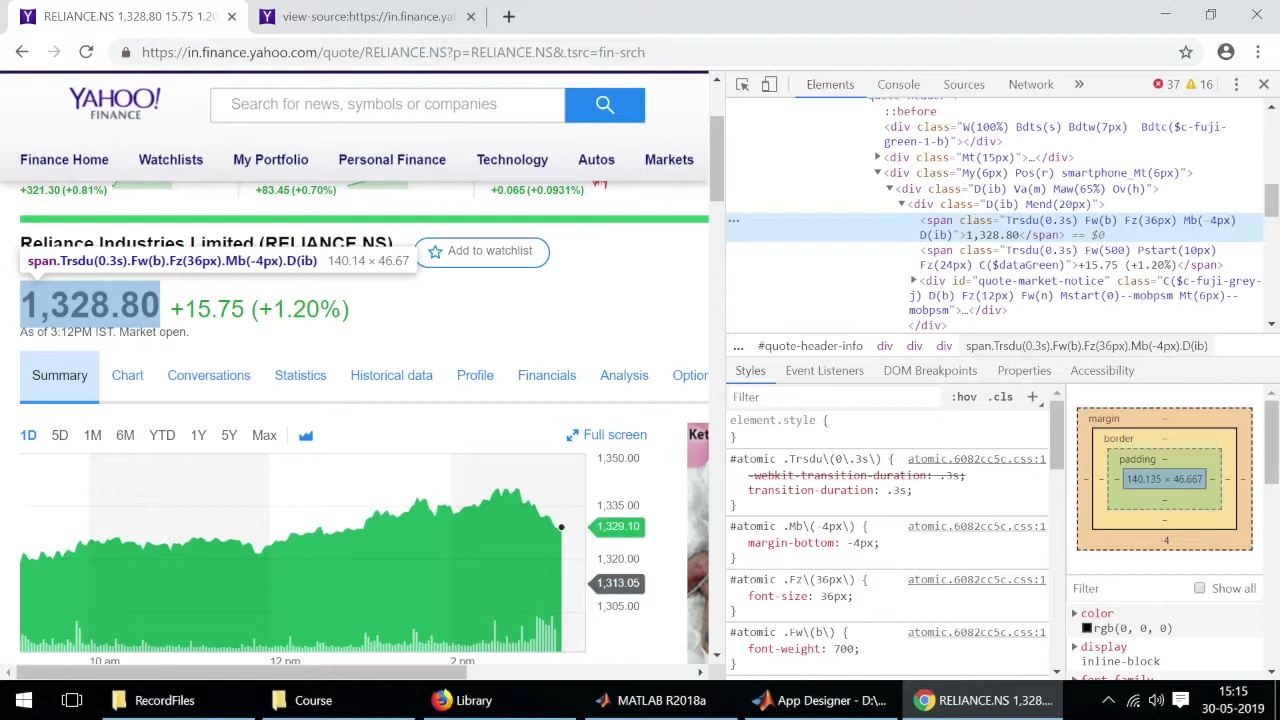 RELIANCE.NS 1,328.80 15.75 1.20
view-source:https://in.finance.ya
https://in.finance.yahoo.com/quote/RELIANCE.NS?p=RELIANCE.NS&.tsrc=fin-srch
YAHOO!
FINANCE
Search for news, symbols or companies
Finance Home Watchlists My Portfolio Personal Finance Technology Autos Markets
+321.30 (+0.81%) +83.45 (+0.70%) +0.065 (+0.0931%)
Reliance Industries Limited (RELIANCE.NS)
Add to watchlist
span.Trsdu(0.3s).Fw(b).Fz(36px).Mb(-4px).D(ib) 140.14 × 46.67
1,328.80 +15.75 (+1.20%)
As of 3:12PM IST. Market open.
Summary Chart Conversations Statistics Historical data Profile Financials Analysis Option
1D 5D 1M 6M YTD 1Y 5Y Max
Full screen
Ket
1,350.00
1,335.00
1,329.10
1,320.00
1,313.05
1,305.00
10 am 12 pm 2 pm
Elements Console Sources Network » 37 16
quote-header">
::before
<div class="W(100%) Bdts(s) Bdtw(7px) Bdtc($c-fuji-
green-1-b)"></div>
<div class="Mt(15px)">…</div>
<div class="My(6px) Pos(r) smartphone_Mt(6px)">
<div class="D(ib) Va(m) Maw(65%) Ov(h)">
<div class="D(ib) Mend(20px)">
<span class="Trsdu(0.3s) Fw(b) Fz(36px) Mb(-4px)
D(ib)">1,328.80</span> == $0
<span class="Trsdu(0.3s) Fw(500) Pstart(10px)
Fz(24px) C($dataGreen)">+15.75 (+1.20%)</span>
<div id="quote-market-notice" class="C($c-fuji-grey-
j) D(b) Fz(12px) Fw(n) Mstart(0)--mobpsm Mt(6px)--
mobpsm">…</div>
</div>
... #quote-header-info div div div span.Trsdu(0.3s).Fw(b).Fz(36px).Mb(-4px).D(ib)
Styles Event Listeners DOM Breakpoints Properties Accessibility
Filter :hov .cls +
element.style {
}
#atomic .Trsdu\(0\.3s\) { atomic.6082cc5c.css:1
-webkit-transition-duration: .3s;
transition-duration: .3s;
}
#atomic .Mb\(-4px\) { atomic.6082cc5c.css:1
margin-bottom: -4px;
}
#atomic .Fz\(36px\) { atomic.6082cc5c.css:1
font-size: 36px;
}
#atomic .Fw\(b\) { atomic.6082cc5c.css:1
font-weight: 700;
}
margin –
border –
padding –
– – – 140.135 × 46.667 – – –
–
–
-4
Filter Show all
color
rgb(0, 0, 0)
display
inline-block
RecordFiles Course Library MATLAB R2018a App Designer - D:\... RELIANCE.NS 1,328....
15:15
30-05-2019